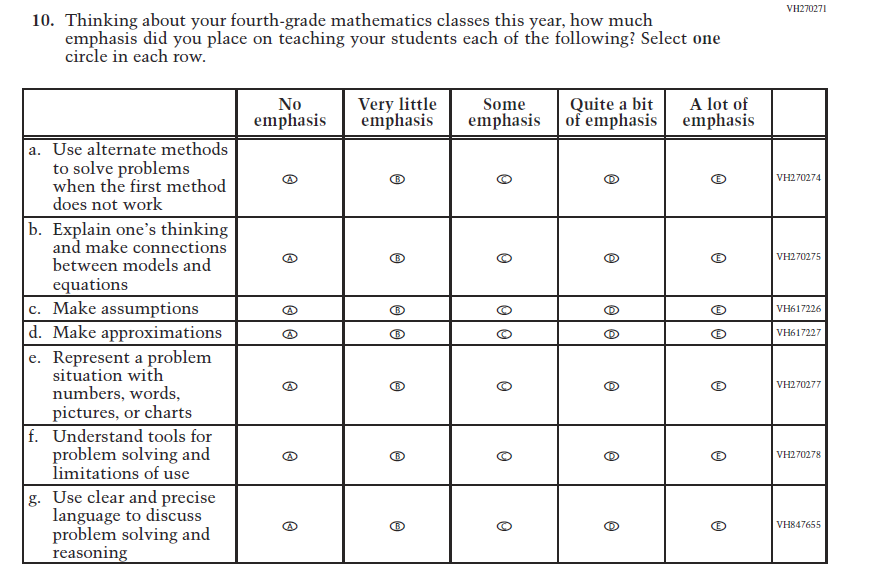 VH270271
10. Thinking about your fourth-grade mathematics classes this year, how much
emphasis did you place on teaching your students each of the following? Select one
circle in each row.
No emphasis Very little emphasis Some emphasis Quite a bit of emphasis A lot of emphasis
a. Use alternate methods
to solve problems
when the first method
does not work
A B C D E VH270274
b. Explain one's thinking
and make connections
between models and
equations
A B C D E VH270275
c. Make assumptions A B C D E VH617226
d. Make approximations A B C D E VH617227
e. Represent a problem
situation with
numbers, words,
pictures, or charts
A B C D E VH270277
f. Understand tools for
problem solving and
limitations of use
A B C D E VH270278
g. Use clear and precise
language to discuss
problem solving and
reasoning
A B C D E VH847655